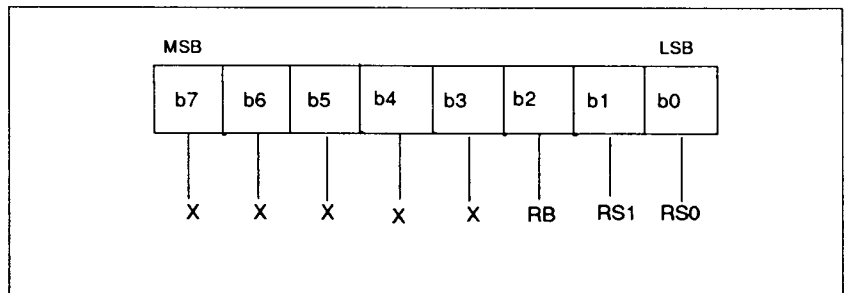 MSB LSB
b7 b6 b5 b4 b3 b2 b1 b0
X X X X X RB RS1 RS0